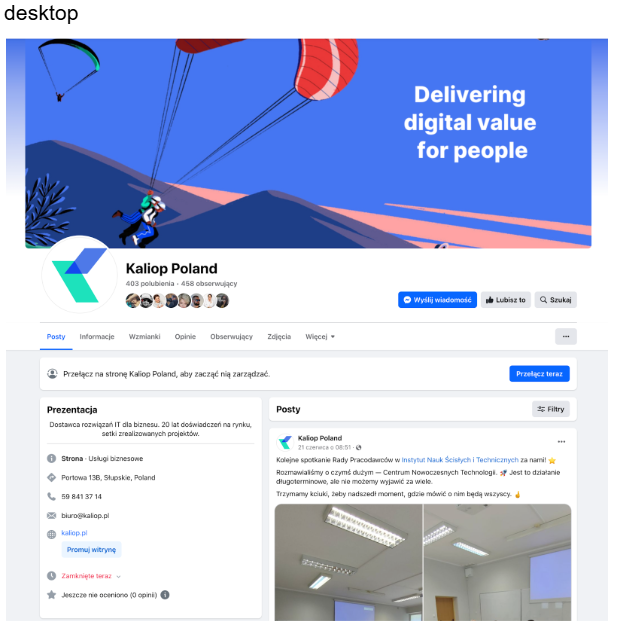 desktop
Delivering
digital value
for people
Kaliop Poland
403 polubienia · 458 obserwujący
Wyślij wiadomość
Lubisz to
Szukaj
Posty
Informacje
Wzmianki
Opinie
Obserwujący
Zdjęcia
Więcej
Przełącz na stronę Kaliop Poland, aby zacząć nią zarządzać.
Przełącz teraz
Prezentacja
Dostawca rozwiązań IT dla biznesu. 20 lat doświadczeń na rynku,
setki zrealizowanych projektów.
Strona · Usługi biznesowe
Portowa 13B, Słupskie, Poland
59 841 37 14
biuro@kaliop.pl
kaliop.pl
Promuj witrynę
Zamknięte teraz
Jeszcze nie oceniono (0 opinii)
Posty
Filtry
Kaliop Poland
21 czerwca o 08:51 ·
Kolejne spotkanie Rady Pracodawców w Instytut Nauk Ścisłych i Technicznych za nami! ⭐
Rozmawialiśmy o czymś dużym — Centrum Nowoczesnych Technologii. 🚀 Jest to działanie
długoterminowe, ale nie możemy wyjawić za wiele.
Trzymamy kciuki, żeby nadszedł moment, gdzie mówić o nim będą wszyscy. 🤞